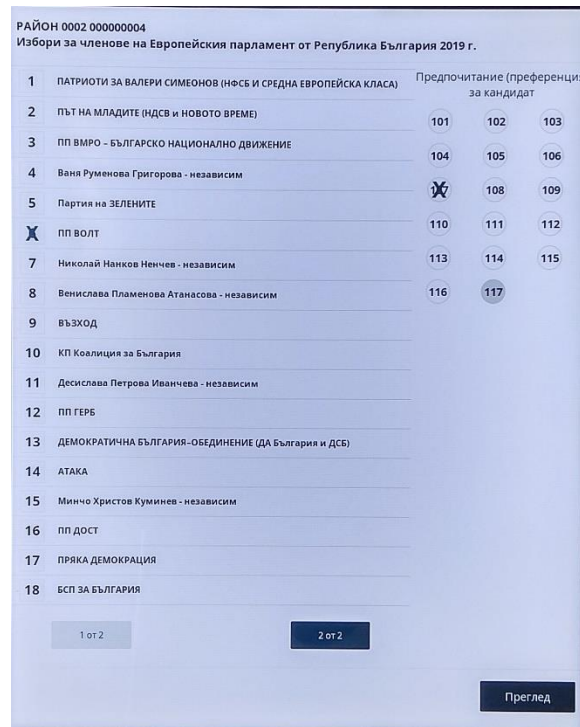 РАЙОН 0002 000000004
Избори за членове на Европейския парламент от Република България 2019 г.
1 ПАТРИОТИ ЗА ВАЛЕРИ СИМЕОНОВ (НФСБ И СРЕДНА ЕВРОПЕЙСКА КЛАСА)
2 ПЪТ НА МЛАДИТЕ (НДСВ и НОВОТО ВРЕМЕ)
3 ПП ВМРО – БЪЛГАРСКО НАЦИОНАЛНО ДВИЖЕНИЕ
4 Ваня Руменова Григорова - независим
5 Партия на ЗЕЛЕНИТЕ
X ПП ВОЛТ
7 Николай Нанков Ненчев - независим
8 Венислава Пламенова Атанасова - независим
9 ВЪЗХОД
10 КП Коалиция за България
11 Десислава Петрова Иванчева - независим
12 ПП ГЕРБ
13 ДЕМОКРАТИЧНА БЪЛГАРИЯ–ОБЕДИНЕНИЕ (ДА България и ДСБ)
14 АТАКА
15 Минчо Христов Куминев - независим
16 ПП ДОСТ
17 ПРЯКА ДЕМОКРАЦИЯ
18 БСП ЗА БЪЛГАРИЯ
Предпочитание (преференция
за кандидат
101 102 103
104 105 106
X 108 109
110 111 112
113 114 115
116 117
1 от 2 2 от 2
Преглед